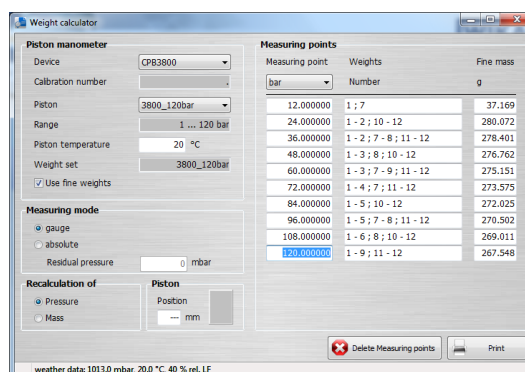 Weight calculator
Piston manometer
Device CPB3800
Calibration number .
Piston 3800_120bar
Range 1 ... 120 bar
Piston temperature 20 °C
Weight set 3800_120bar
Use fine weights
Measuring mode
gauge
absolute
Residual pressure 0 mbar
Recalculation of
Pressure
Mass
Piston
Position
--- mm
Measuring points
Measuring point Weights Fine mass
bar Number g
12.000000 1 ; 7 37.169
24.000000 1 - 2 ; 10 - 12 280.072
36.000000 1 - 2 ; 7 - 8 ; 11 - 12 278.401
48.000000 1 - 3 ; 8 ; 10 - 12 276.762
60.000000 1 - 3 ; 7 - 9 ; 11 - 12 275.151
72.000000 1 - 4 ; 7 ; 11 - 12 273.575
84.000000 1 - 5 ; 10 - 12 272.025
96.000000 1 - 5 ; 7 - 8 ; 11 - 12 270.502
108.000000 1 - 6 ; 8 ; 10 - 12 269.011
120.000000 1 - 9 ; 11 - 12 267.548
Delete Measuring points Print
weather data: 1013.0 mbar, 20.0 °C, 40 % rel. LF